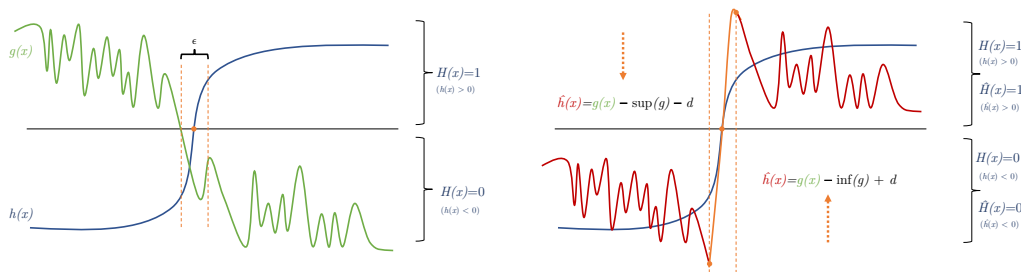 g(x)
ϵ
H(x)=1
(h(x) > 0)
h(x)
H(x)=0
(h(x) < 0)
ĥ(x)=g(x) − sup(g) − d
ĥ(x)=g(x) − inf(g) + d
H(x)=1
(h(x) > 0)
Ĥ(x)=1
(ĥ(x) > 0)
H(x)=0
(h(x) < 0)
Ĥ(x)=0
(ĥ(x) < 0)